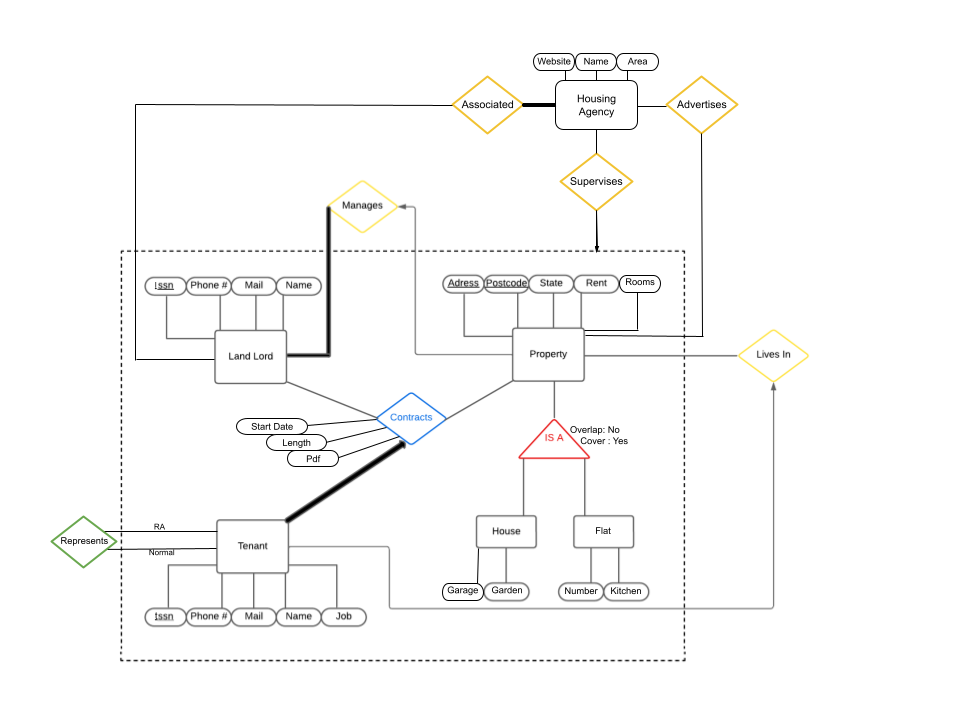 Website
Name
Area
Housing
Agency
Associated
Advertises
Supervises
Manages
Issn
Phone #
Mail
Name
Adress
Postcode
State
Rent
Rooms
Land Lord
Property
Lives In
Contracts
Start Date
Length
Pdf
IS A
Overlap: No
Cover : Yes
Represents
RA
Normal
Tenant
House
Flat
Garage
Garden
Number
Kitchen
Issn
Phone #
Mail
Name
Job